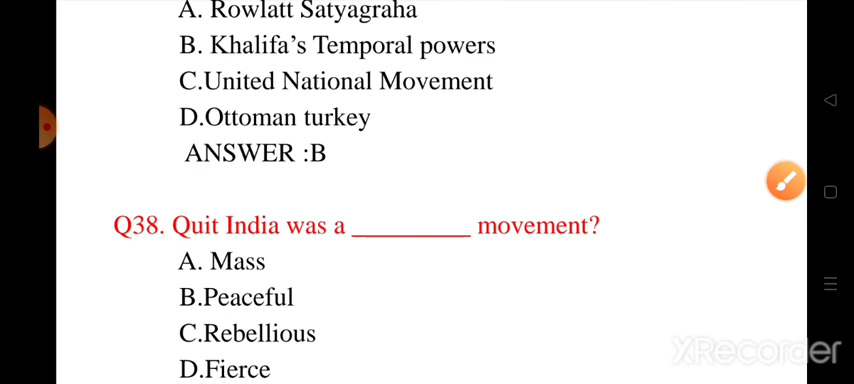 A. Rowlatt Satyagraha
B. Khalifa’s Temporal powers
C.United National Movement
D.Ottoman turkey
ANSWER :B
Q38. Quit India was a _________ movement?
A. Mass
B.Peaceful
C.Rebellious
D.Fierce
XRecorder